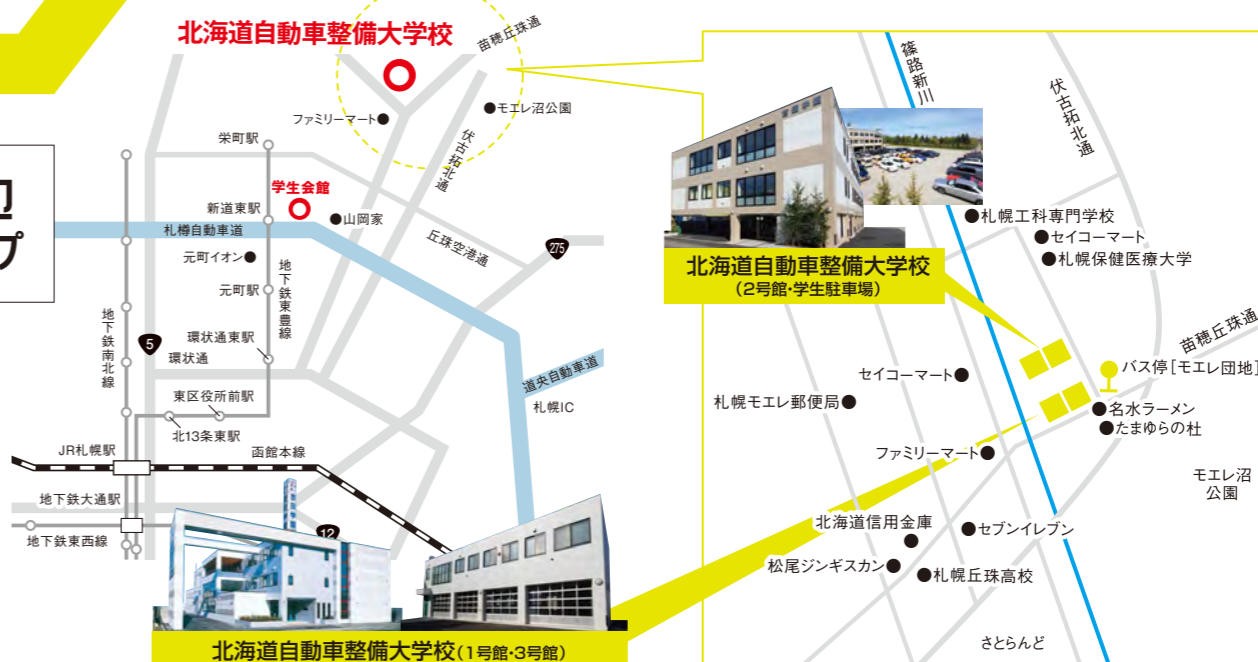 北海道自動車整備大学校
苗穂丘珠通
ファミリーマート
モエレ沼公園
伏古拓北通
栄町駅
学生会館
新道東駅
山岡家
札樽自動車道
丘珠空港通
275
元町イオン
元町駅
地下鉄東豊線
地下鉄南北線
5
環状通東駅
環状通
道央自動車道
札幌IC
東区役所前駅
北13条東駅
JR札幌駅
函館本線
地下鉄大通駅
地下鉄東西線
12
北海道自動車整備大学校(1号館・3号館)
プ
篠路新川
伏古拓北通
北海道自動車整備大学校
(2号館・学生駐車場)
札幌工科専門学校
セイコーマート
札幌保健医療大学
苗穂丘珠通
バス停[モエレ団地]
セイコーマート
札幌モエレ郵便局
名水ラーメン
たまゆらの杜
ファミリーマート
モエレ沼
公園
北海道信用金庫
セブンイレブン
松尾ジンギスカン
札幌丘珠高校
さとらんど